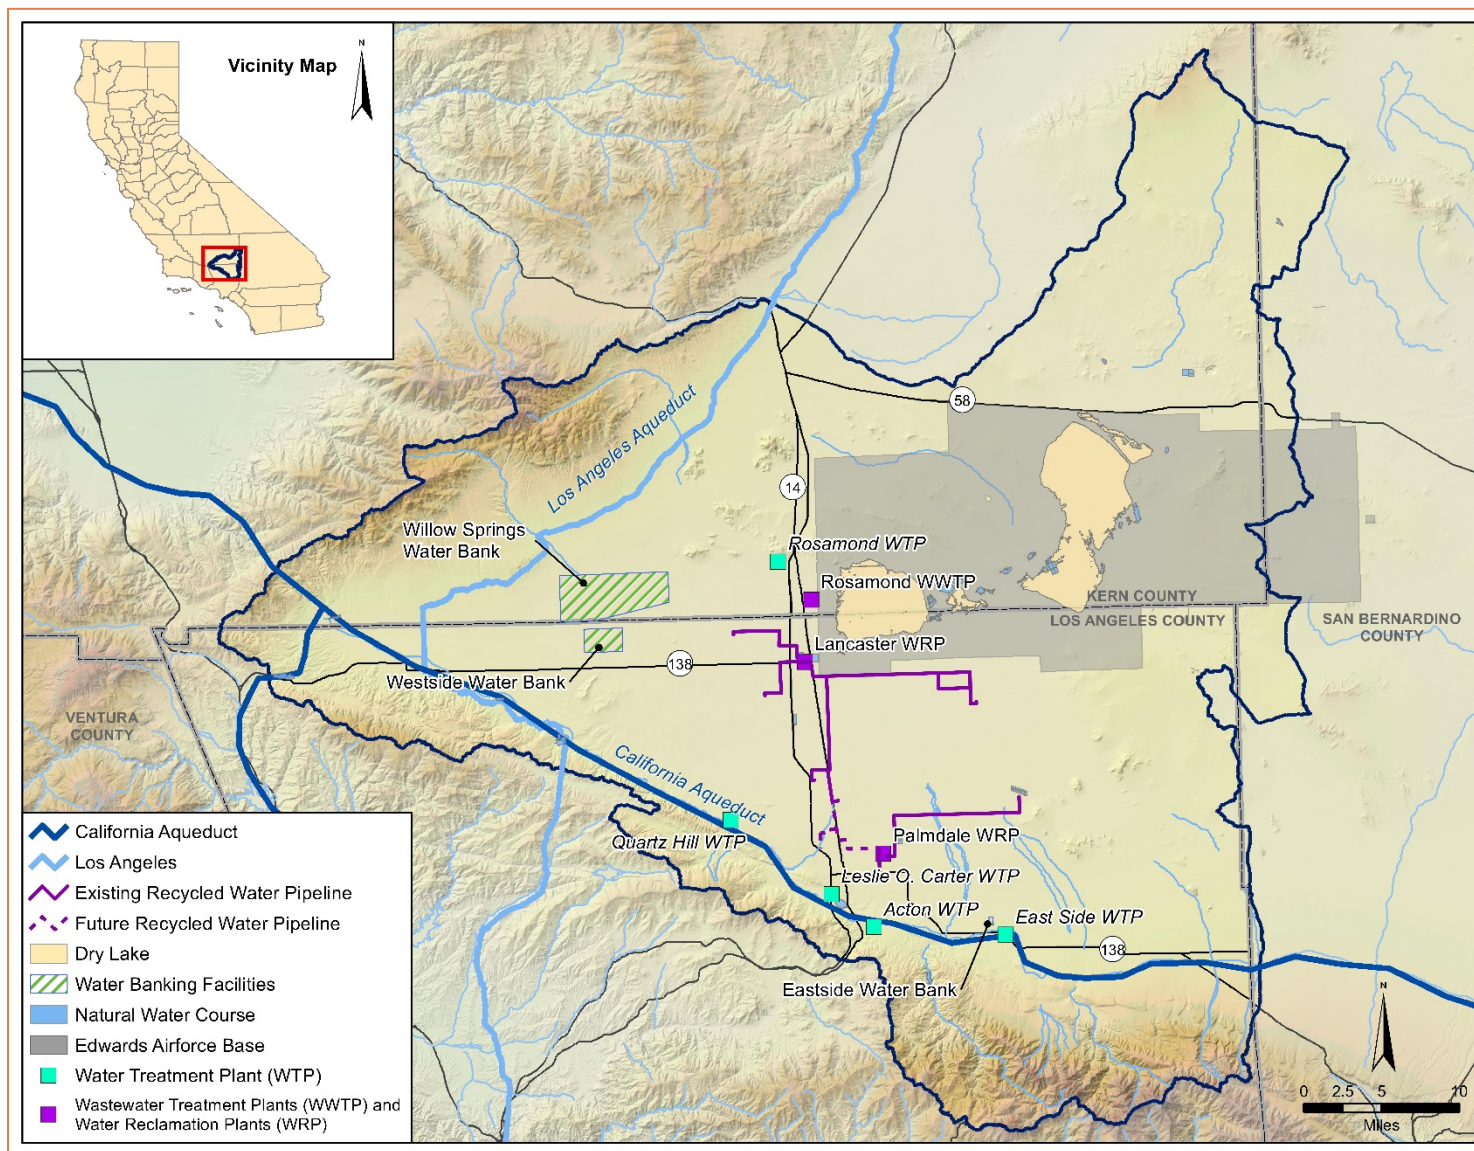 Vicinity Map
N
58
Los Angeles Aqueduct
14
Willow Springs
Water Bank
Rosamond WTP
Rosamond WWTP
KERN COUNTY
LOS ANGELES COUNTY
SAN BERNARDINO
COUNTY
Lancaster WRP
138
Westside Water Bank
VENTURA
COUNTY
California Aqueduct
Quartz Hill WTP
Palmdale WRP
Leslie O. Carter WTP
Acton WTP
East Side WTP
138
Eastside Water Bank
California Aqueduct
Los Angeles
Existing Recycled Water Pipeline
Future Recycled Water Pipeline
Dry Lake
Water Banking Facilities
Natural Water Course
Edwards Airforce Base
Water Treatment Plant (WTP)
Wastewater Treatment Plants (WWTP) and
Water Reclamation Plants (WRP)
N
0 2.5 5 10
Miles